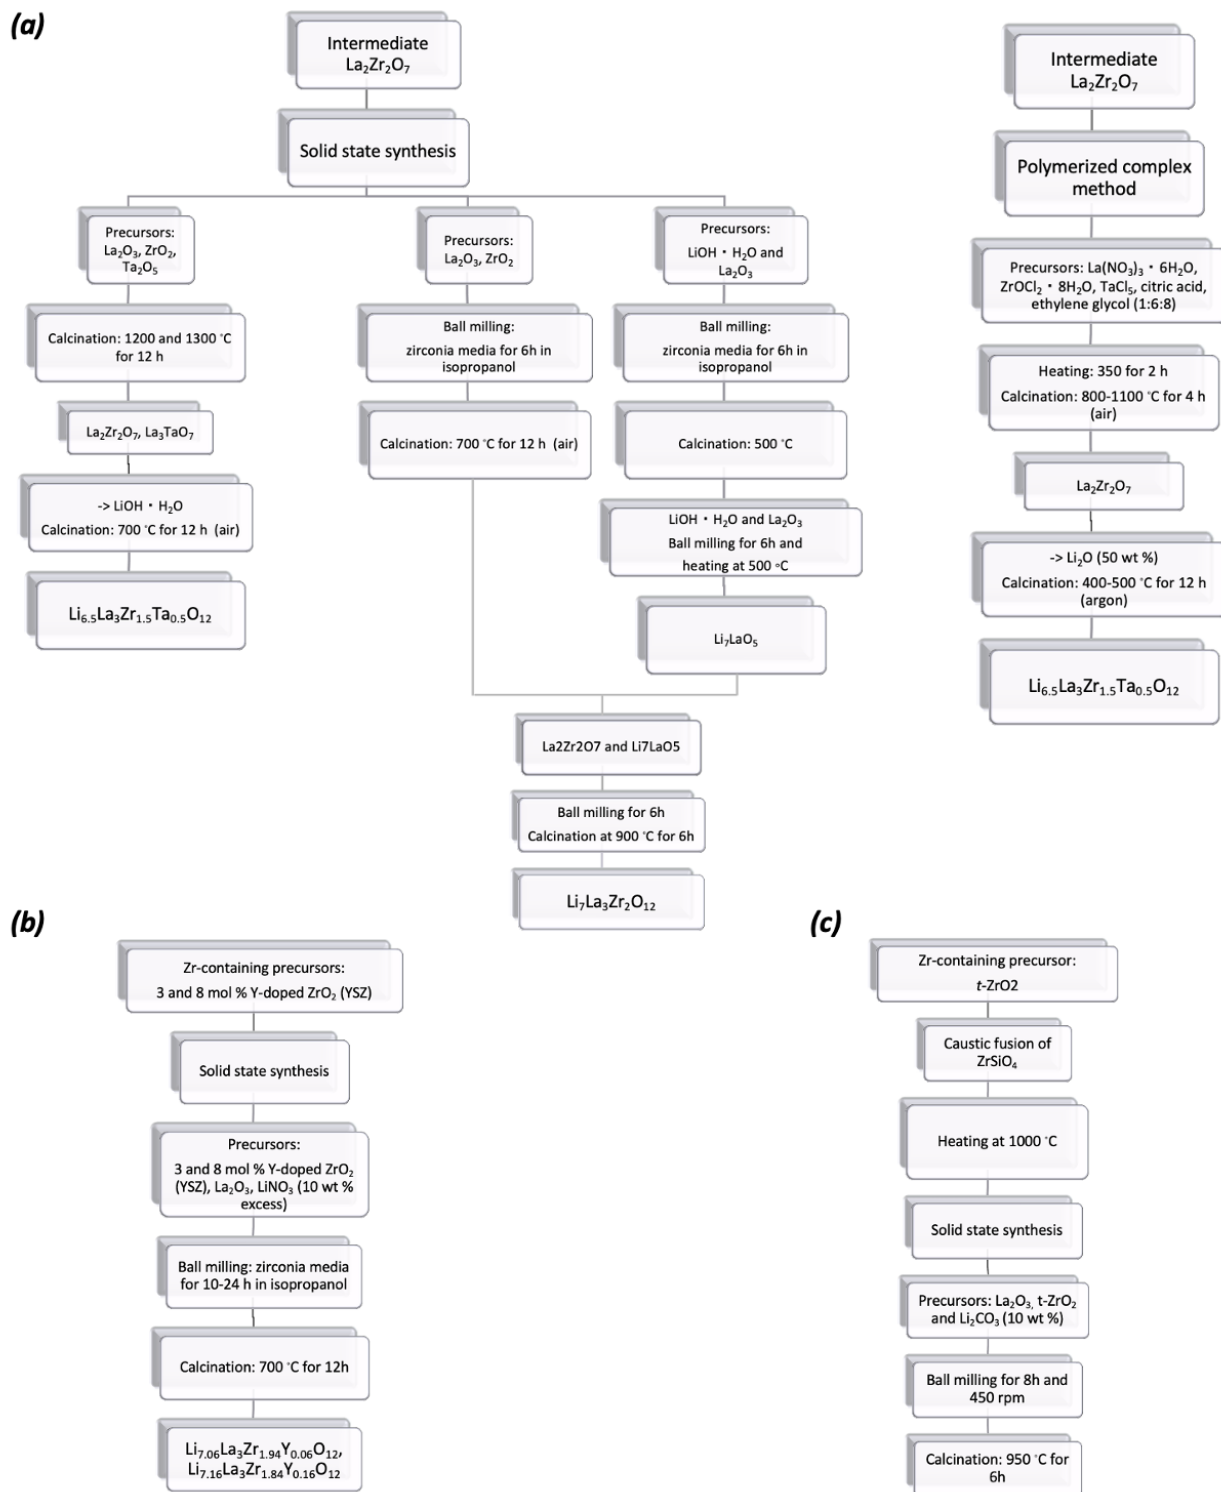 (a)
Intermediate
La₂Zr₂O₇
Solid state synthesis
Precursors:
La₂O₃, ZrO₂,
Ta₂O₅
Calcination: 1200 and 1300 °C
for 12 h
La₂Zr₂O₇, La₃TaO₇
-> LiOH · H₂O
Calcination: 700 °C for 12 h (air)
Li₆.₅La₃Zr₁.₅Ta₀.₅O₁₂
Precursors:
La₂O₃, ZrO₂
Ball milling:
zirconia media for 6h in
isopropanol
Calcination: 700 °C for 12 h (air)
Precursors:
LiOH · H₂O and
La₂O₃
Ball milling:
zirconia media for 6h in
isopropanol
Calcination: 500 °C
LiOH · H₂O and La₂O₃
Ball milling for 6h and
heating at 500 °C
Li₇LaO₅
La2Zr2O7 and Li7LaO5
Ball milling for 6h
Calcination at 900 °C for 6h
Li₇La₃Zr₂O₁₂
Intermediate
La₂Zr₂O₇
Polymerized complex
method
Precursors: La(NO₃)₃ · 6H₂O,
ZrOCl₂ · 8H₂O, TaCl₅, citric acid,
ethylene glycol (1:6:8)
Heating: 350 for 2 h
Calcination: 800-1100 °C for 4 h
(air)
La₂Zr₂O₇
-> Li₂O (50 wt %)
Calcination: 400-500 °C for 12 h
(argon)
Li₆.₅La₃Zr₁.₅Ta₀.₅O₁₂
(b)
Zr-containing precursors:
3 and 8 mol % Y-doped ZrO₂ (YSZ)
Solid state synthesis
Precursors:
3 and 8 mol % Y-doped ZrO₂
(YSZ), La₂O₃, LiNO₃ (10 wt %
excess)
Ball milling: zirconia media
for 10-24 h in isopropanol
Calcination: 700 °C for 12h
Li₇.₀₆La₃Zr₁.₉₄Y₀.₀₆O₁₂,
Li₇.₁₆La₃Zr₁.₈₄Y₀.₁₆O₁₂
(c)
Zr-containing precursor:
t-ZrO2
Caustic fusion of
ZrSiO₄
Heating at 1000 °C
Solid state synthesis
Precursors: La₂O₃, t-ZrO₂
and Li₂CO₃ (10 wt %)
Ball milling for 8h and
450 rpm
Calcination: 950 °C for
6h